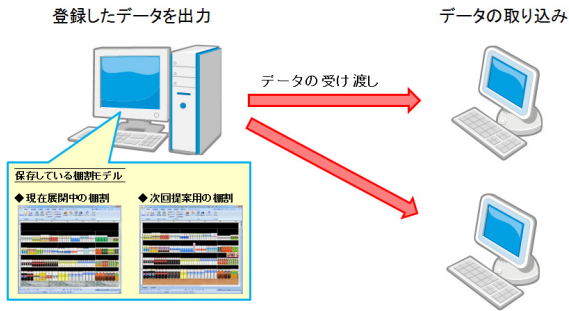 登録したデータを出力
データの取り込み
データの受け渡し
保存している棚割モデル
◆現在展開中の棚割
◆次回提案用の棚割